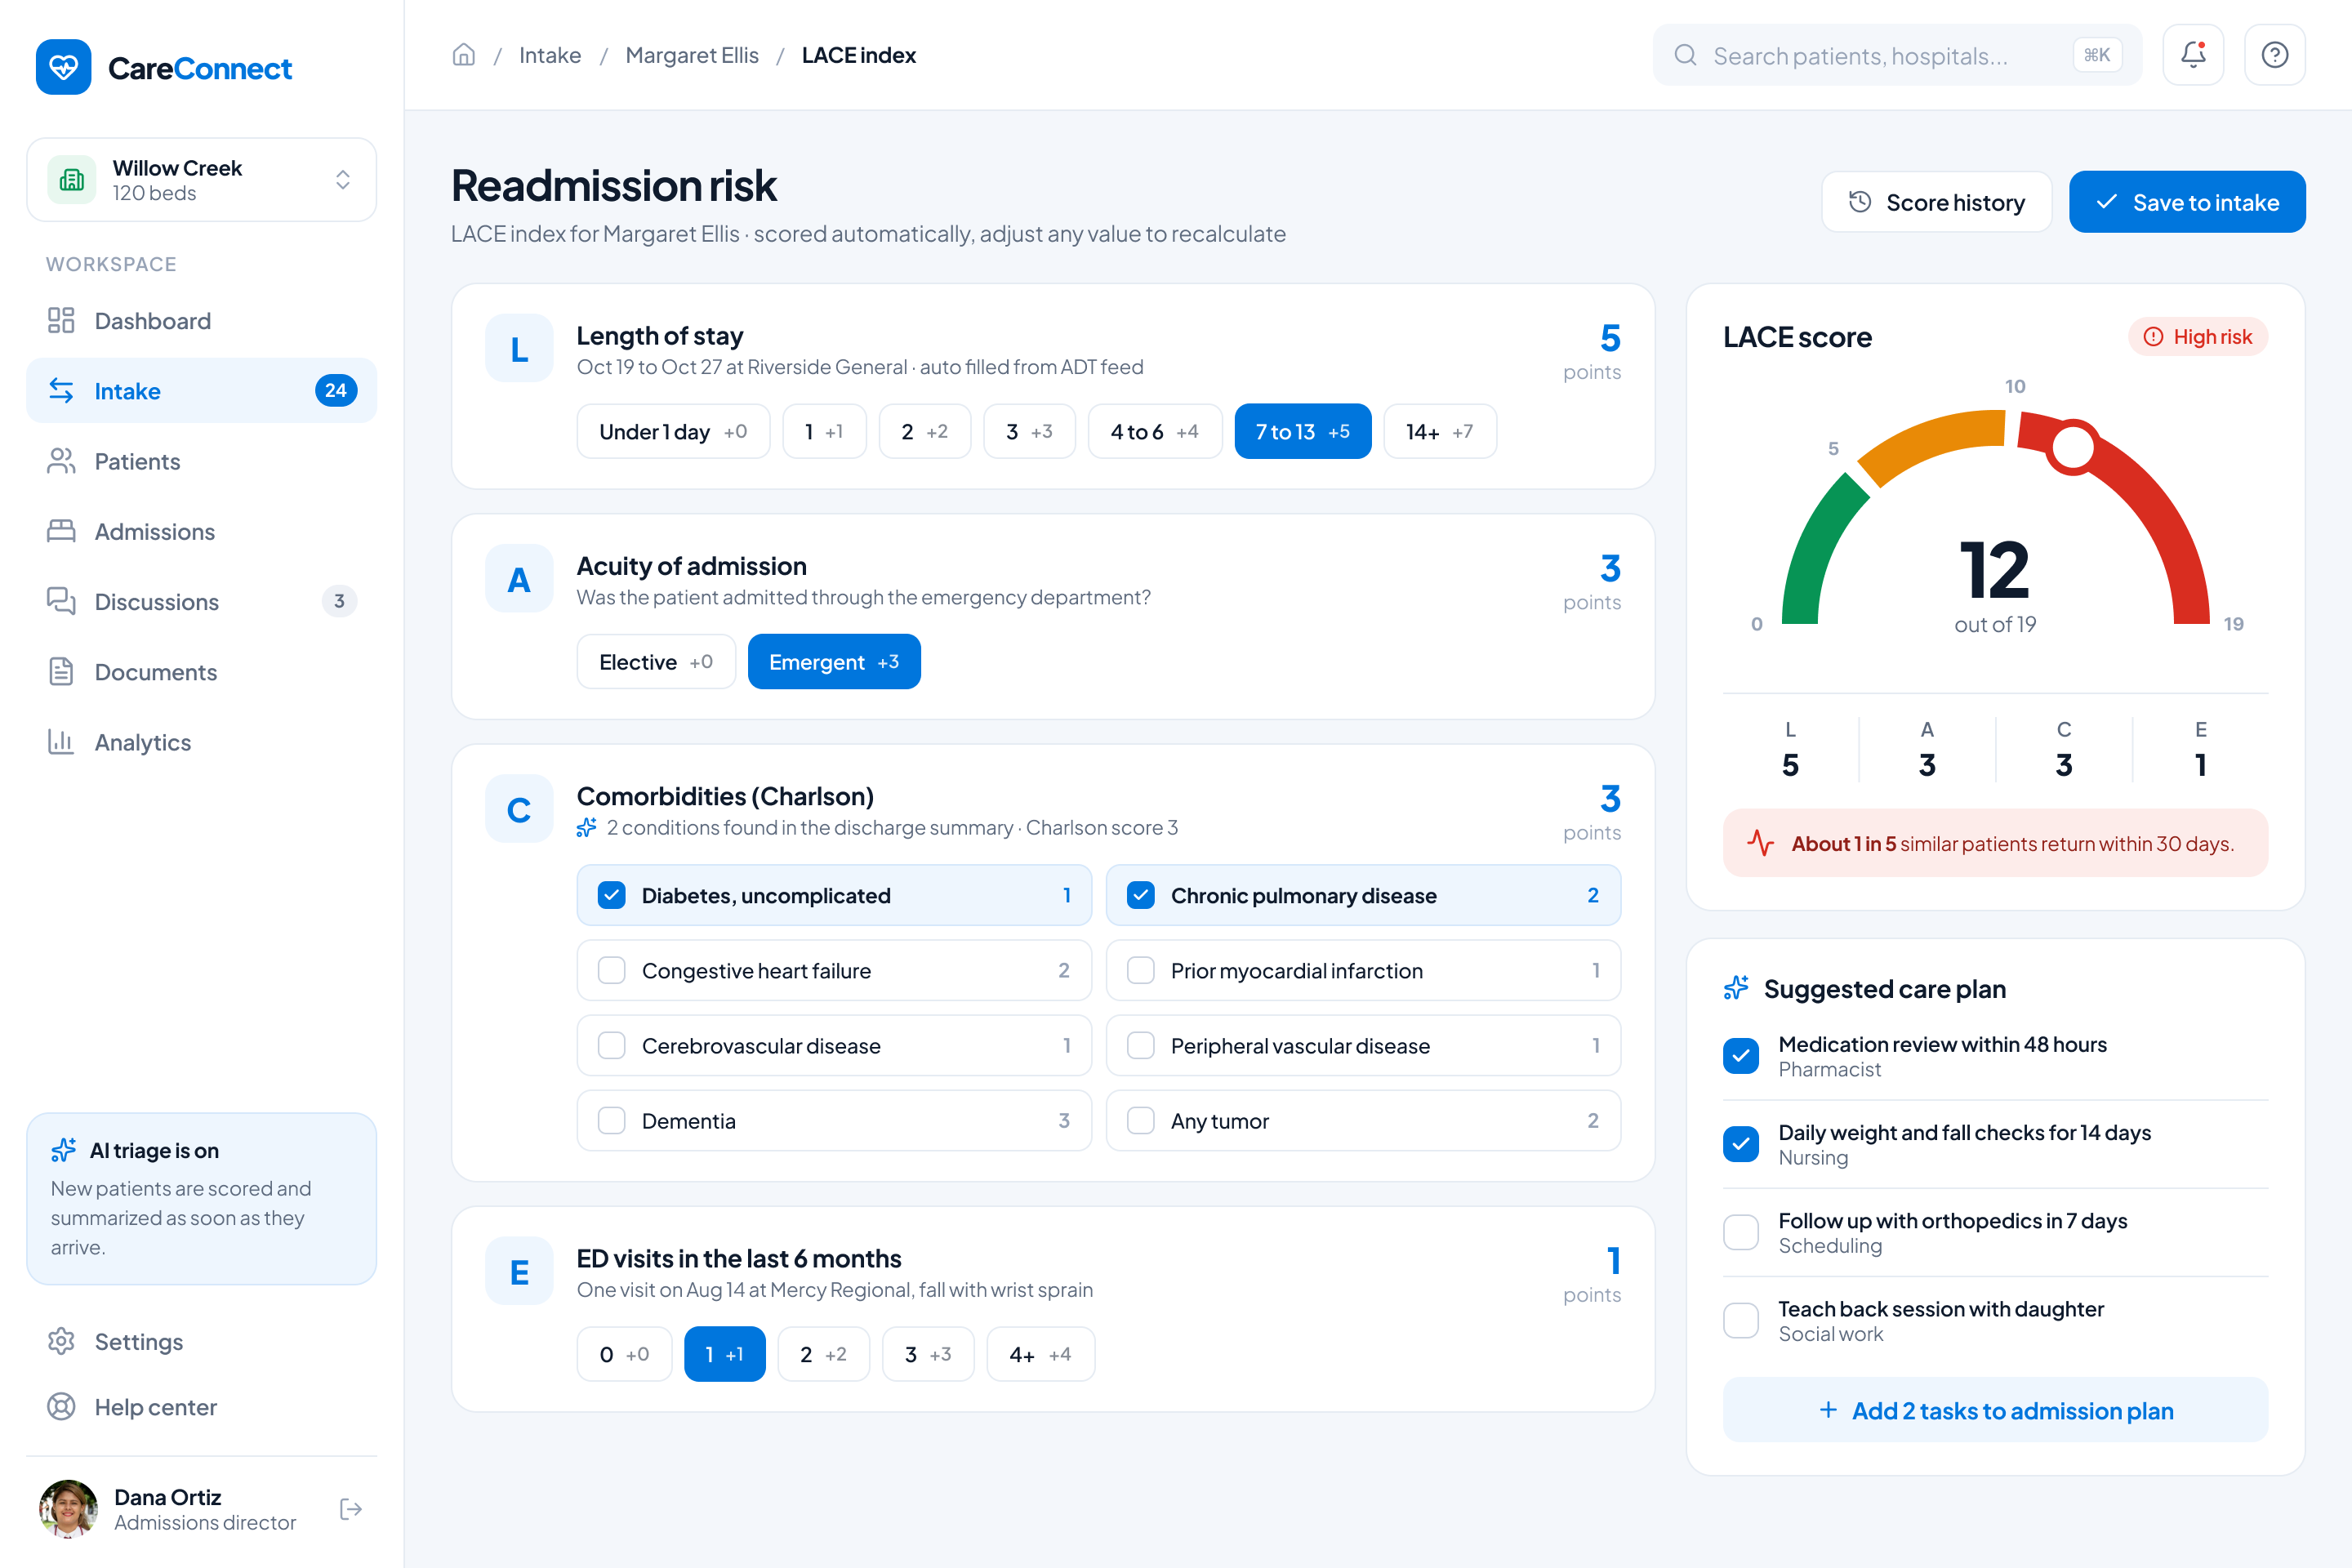 CareConnect
Willow Creek
120 beds
WORKSPACE
Dashboard
Intake 24
Patients
Admissions
Discussions 3
Documents
Analytics
AI triage is on
New patients are scored and
summarized as soon as they
arrive.
Settings
Help center
Dana Ortiz
Admissions director
/ Intake / Margaret Ellis / LACE index
Search patients, hospitals... ⌘K
Readmission risk
LACE index for Margaret Ellis · scored automatically, adjust any value to recalculate
Score history
Save to intake
L
Length of stay
Oct 19 to Oct 27 at Riverside General · auto filled from ADT feed
5
points
Under 1 day +0 1 +1 2 +2 3 +3 4 to 6 +4 7 to 13 +5 14+ +7
A
Acuity of admission
Was the patient admitted through the emergency department?
3
points
Elective +0 Emergent +3
C
Comorbidities (Charlson)
2 conditions found in the discharge summary · Charlson score 3
3
points
Diabetes, uncomplicated 1 Chronic pulmonary disease 2
Congestive heart failure 2 Prior myocardial infarction 1
Cerebrovascular disease 1 Peripheral vascular disease 1
Dementia 3 Any tumor 2
E
ED visits in the last 6 months
One visit on Aug 14 at Mercy Regional, fall with wrist sprain
1
points
0 +0 1 +1 2 +2 3 +3 4+ +4
LACE score
High risk
10
5
12
0 out of 19 19
L A C E
5 3 3 1
About 1 in 5 similar patients return within 30 days.
Suggested care plan
Medication review within 48 hours
Pharmacist
Daily weight and fall checks for 14 days
Nursing
Follow up with orthopedics in 7 days
Scheduling
Teach back session with daughter
Social work
+ Add 2 tasks to admission plan